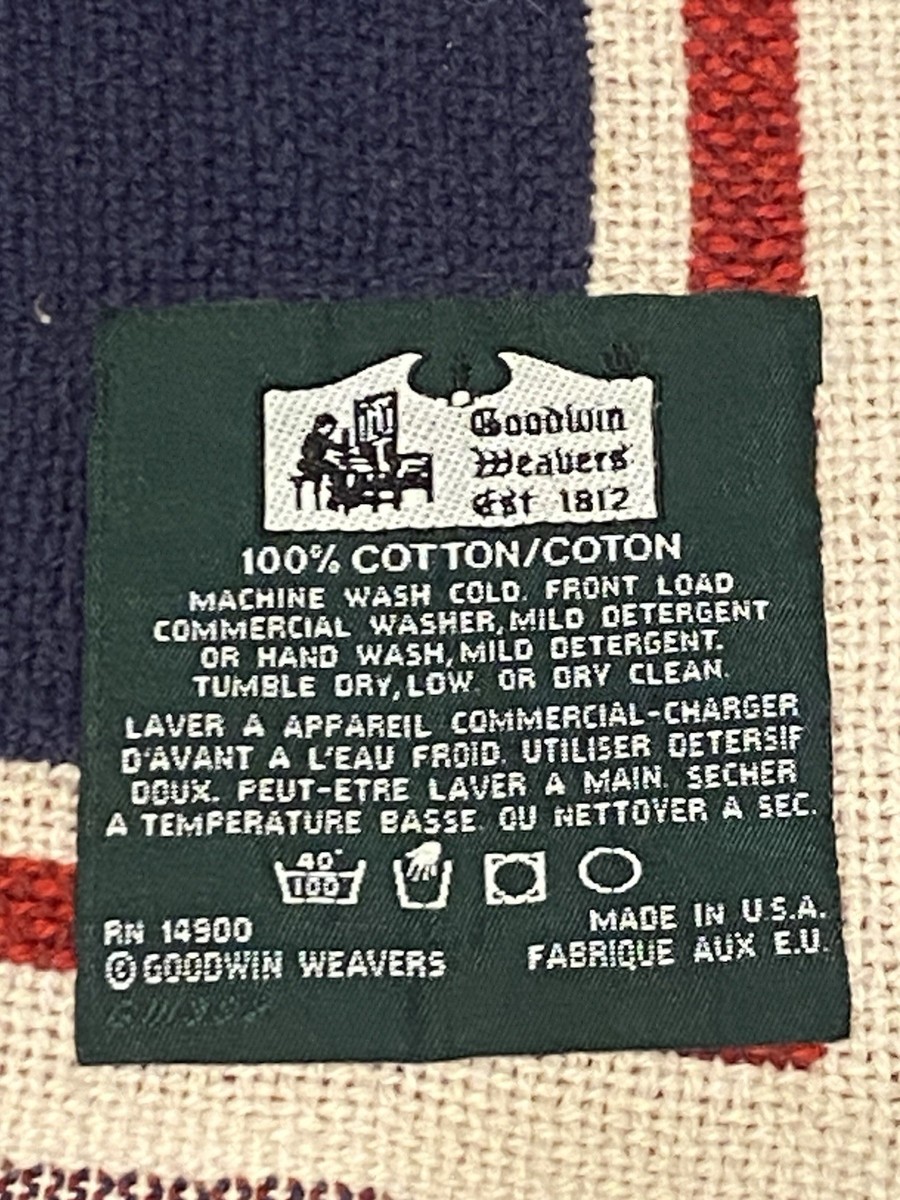 Goodwin
Weavers
Est 1812
100% COTTON/COTON
MACHINE WASH COLD. FRONT LOAD
COMMERCIAL WASHER, MILD DETERGENT
OR HAND WASH, MILD DETERGENT.
TUMBLE DRY, LOW. OR DRY CLEAN.
LAVER A APPAREIL COMMERCIAL-CHARGER
D'AVANT A L'EAU FROID. UTILISER DETERSIF
DOUX. PEUT-ETRE LAVER A MAIN. SECHER
A TEMPERATURE BASSE. OU NETTOYER A SEC.
40°
100
RN 14900
MADE IN U.S.A.
© GOODWIN WEAVERS
FABRIQUE AUX E.U.